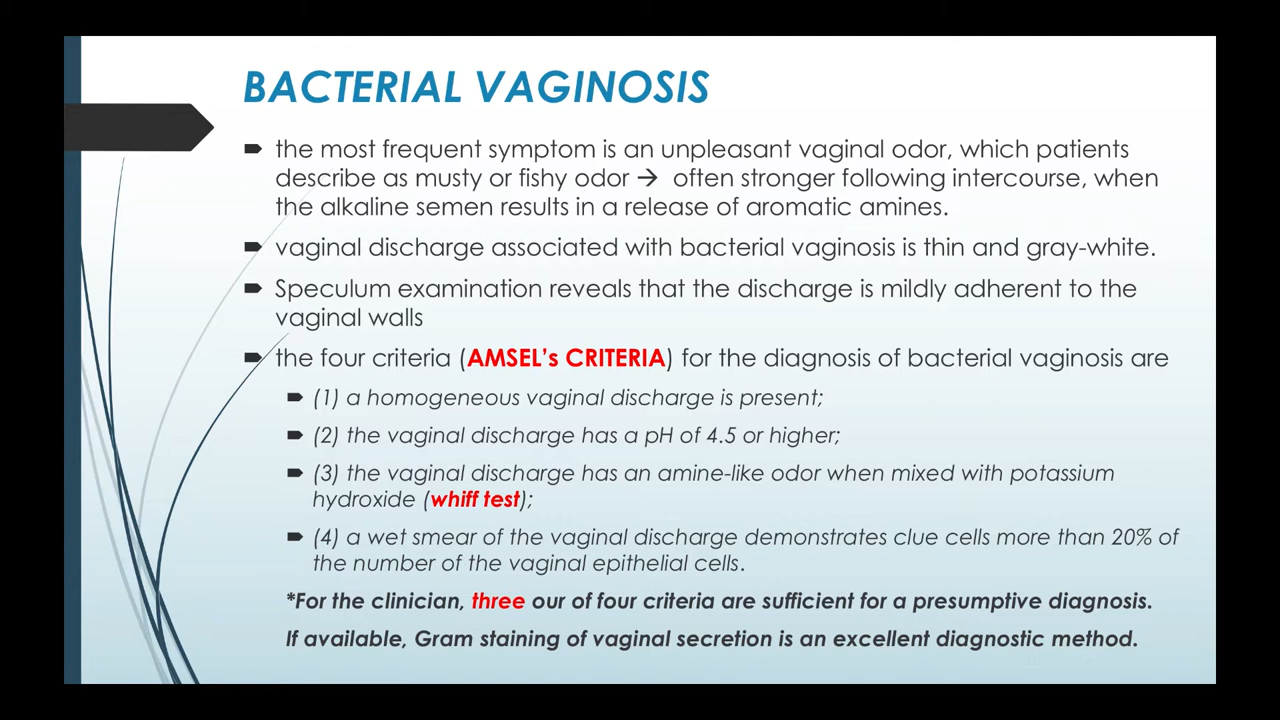 BACTERIAL VAGINOSIS
the most frequent symptom is an unpleasant vaginal odor, which patients
describe as musty or fishy odor → often stronger following intercourse, when
the alkaline semen results in a release of aromatic amines.
vaginal discharge associated with bacterial vaginosis is thin and gray-white.
Speculum examination reveals that the discharge is mildly adherent to the
vaginal walls
the four criteria (AMSEL's CRITERIA) for the diagnosis of bacterial vaginosis are
(1) a homogeneous vaginal discharge is present;
(2) the vaginal discharge has a pH of 4.5 or higher;
(3) the vaginal discharge has an amine-like odor when mixed with potassium
hydroxide (whiff test);
(4) a wet smear of the vaginal discharge demonstrates clue cells more than 20% of
the number of the vaginal epithelial cells.
*For the clinician, three our of four criteria are sufficient for a presumptive diagnosis.
If available, Gram staining of vaginal secretion is an excellent diagnostic method.